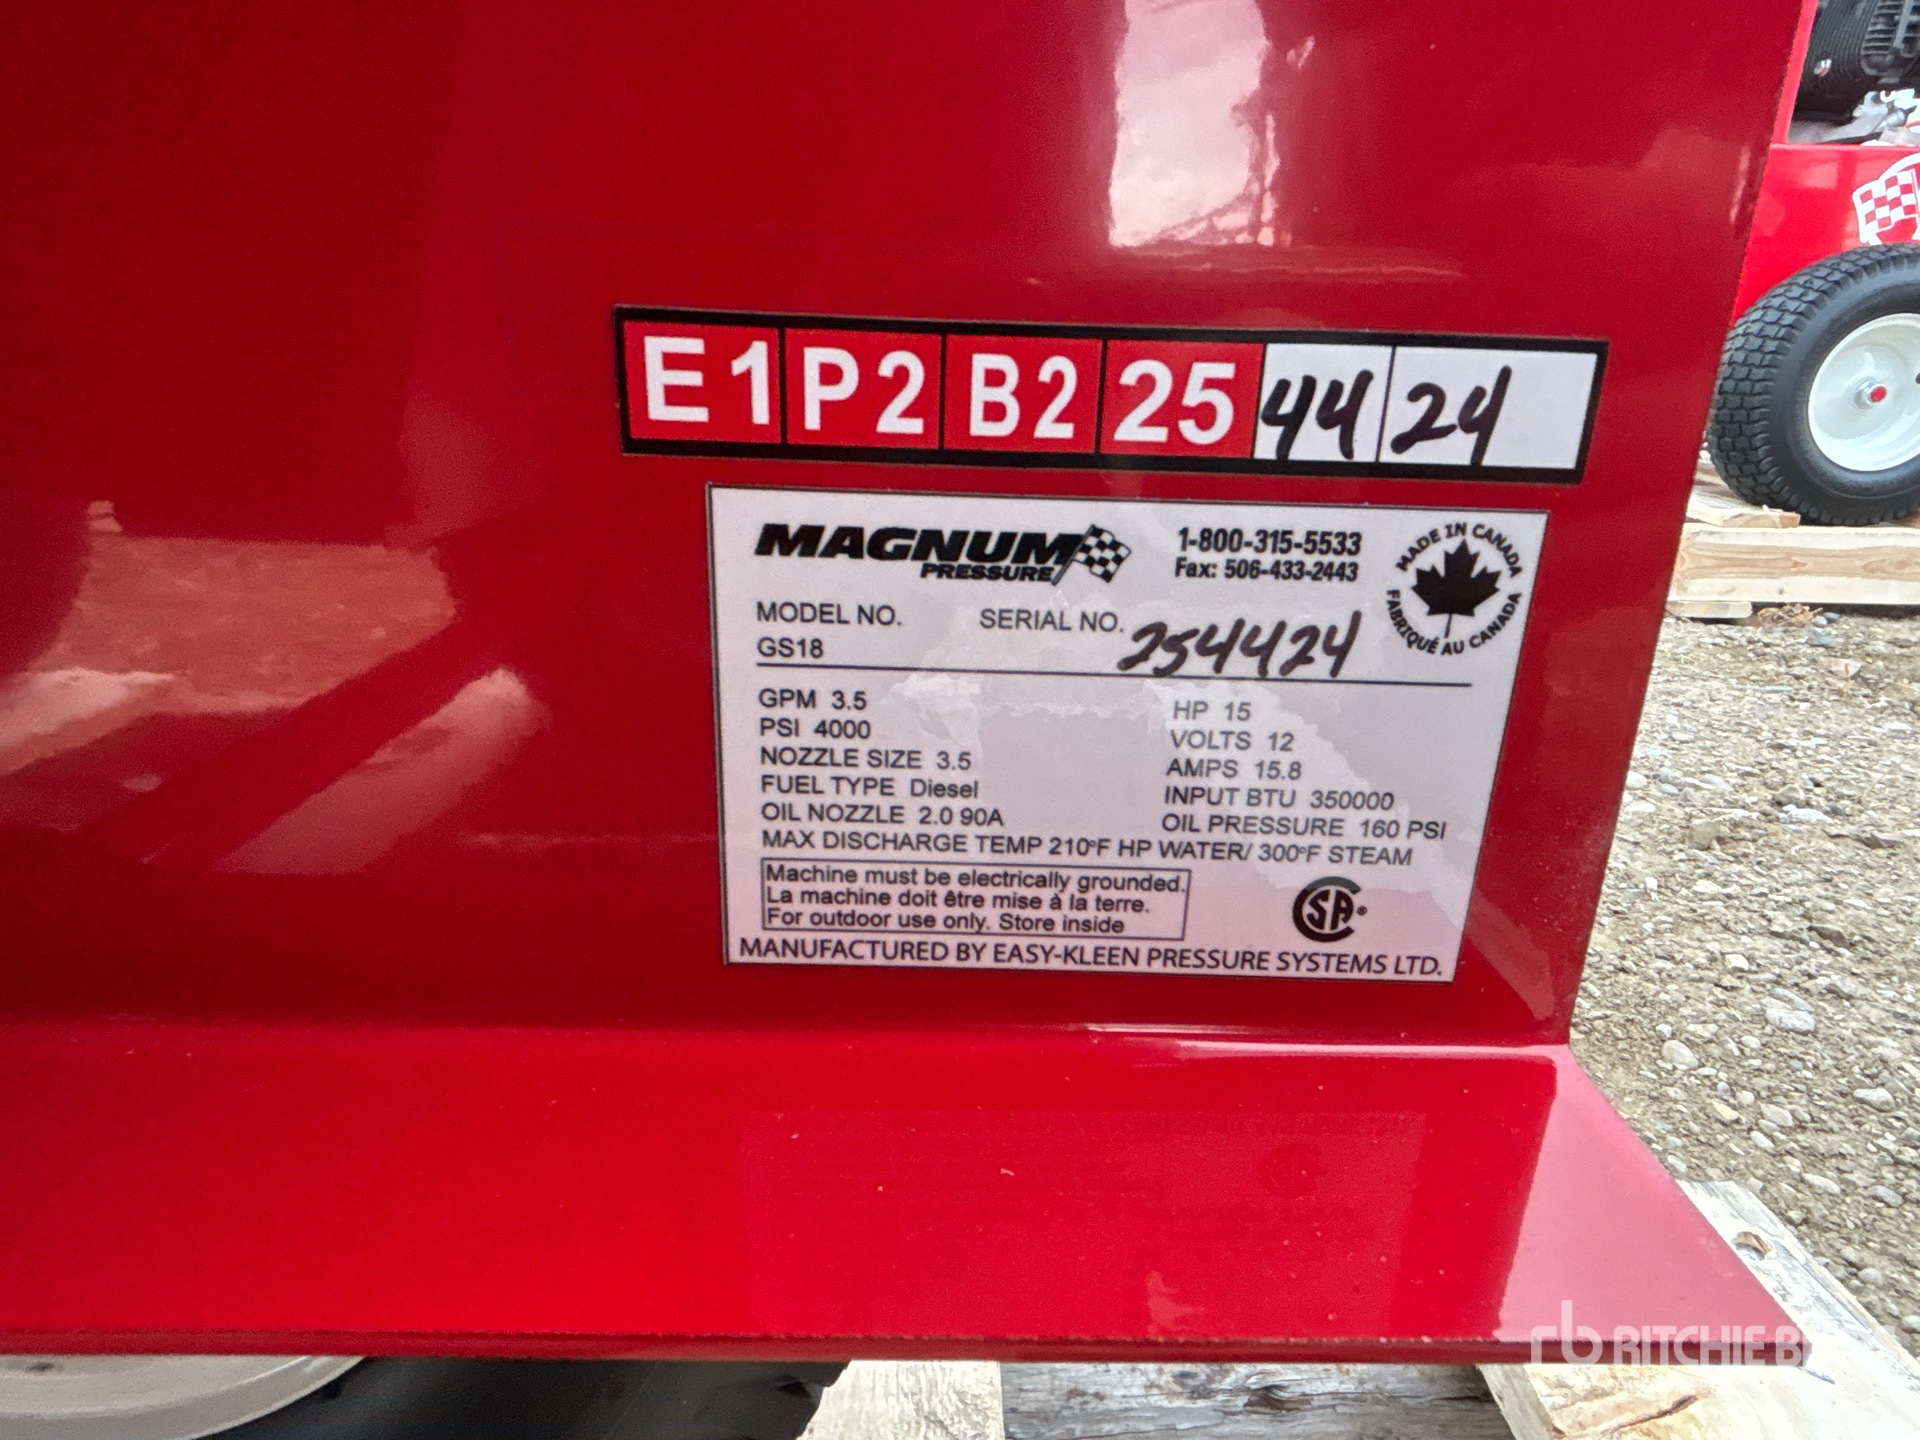 E1 P2 B2 25 44 24
MAGNUM
PRESSURE
1-800-315-5533
Fax: 506-433-2443
MADE IN CANADA
FABRIQUÉ AU CANADA
MODEL NO.
GS18
SERIAL NO. 254424
GPM 3.5
PSI 4000
NOZZLE SIZE 3.5
FUEL TYPE Diesel
OIL NOZZLE 2.0 90A
HP 15
VOLTS 12
AMPS 15.8
INPUT BTU 350000
OIL PRESSURE 160 PSI
MAX DISCHARGE TEMP 210°F HP WATER/ 300°F STEAM
Machine must be electrically grounded.
La machine doit être mise à la terre.
For outdoor use only. Store inside
CSA®
MANUFACTURED BY EASY-KLEEN PRESSURE SYSTEMS LTD.
rb RITCHIE B